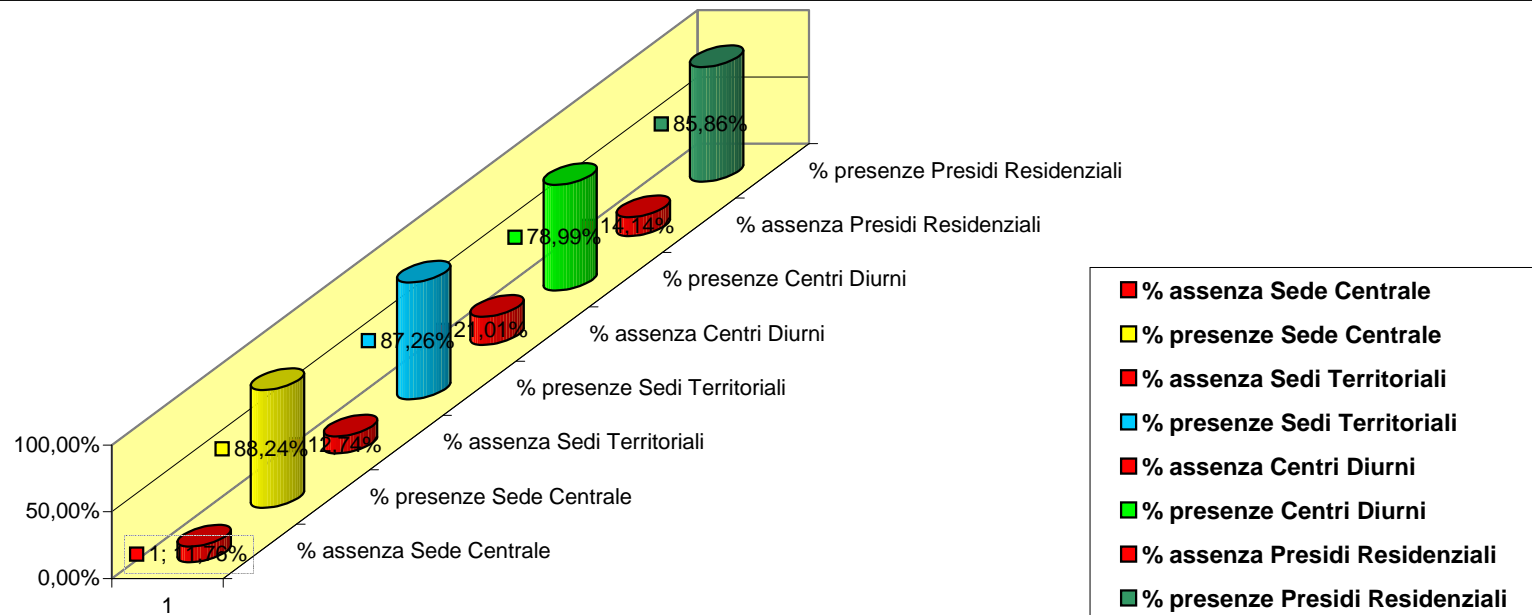 85,86%
% presenze Presidi Residenziali
14,14%
% assenza Presidi Residenziali
78,99%
% presenze Centri Diurni
21,01%
% assenza Centri Diurni
87,26%
% presenze Sedi Territoriali
12,74%
% assenza Sedi Territoriali
88,24%
% presenze Sede Centrale
1; 11,76%
% assenza Sede Centrale
100,00%
50,00%
0,00%
1
% assenza Sede Centrale
% presenze Sede Centrale
% assenza Sedi Territoriali
% presenze Sedi Territoriali
% assenza Centri Diurni
% presenze Centri Diurni
% assenza Presidi Residenziali
% presenze Presidi Residenziali